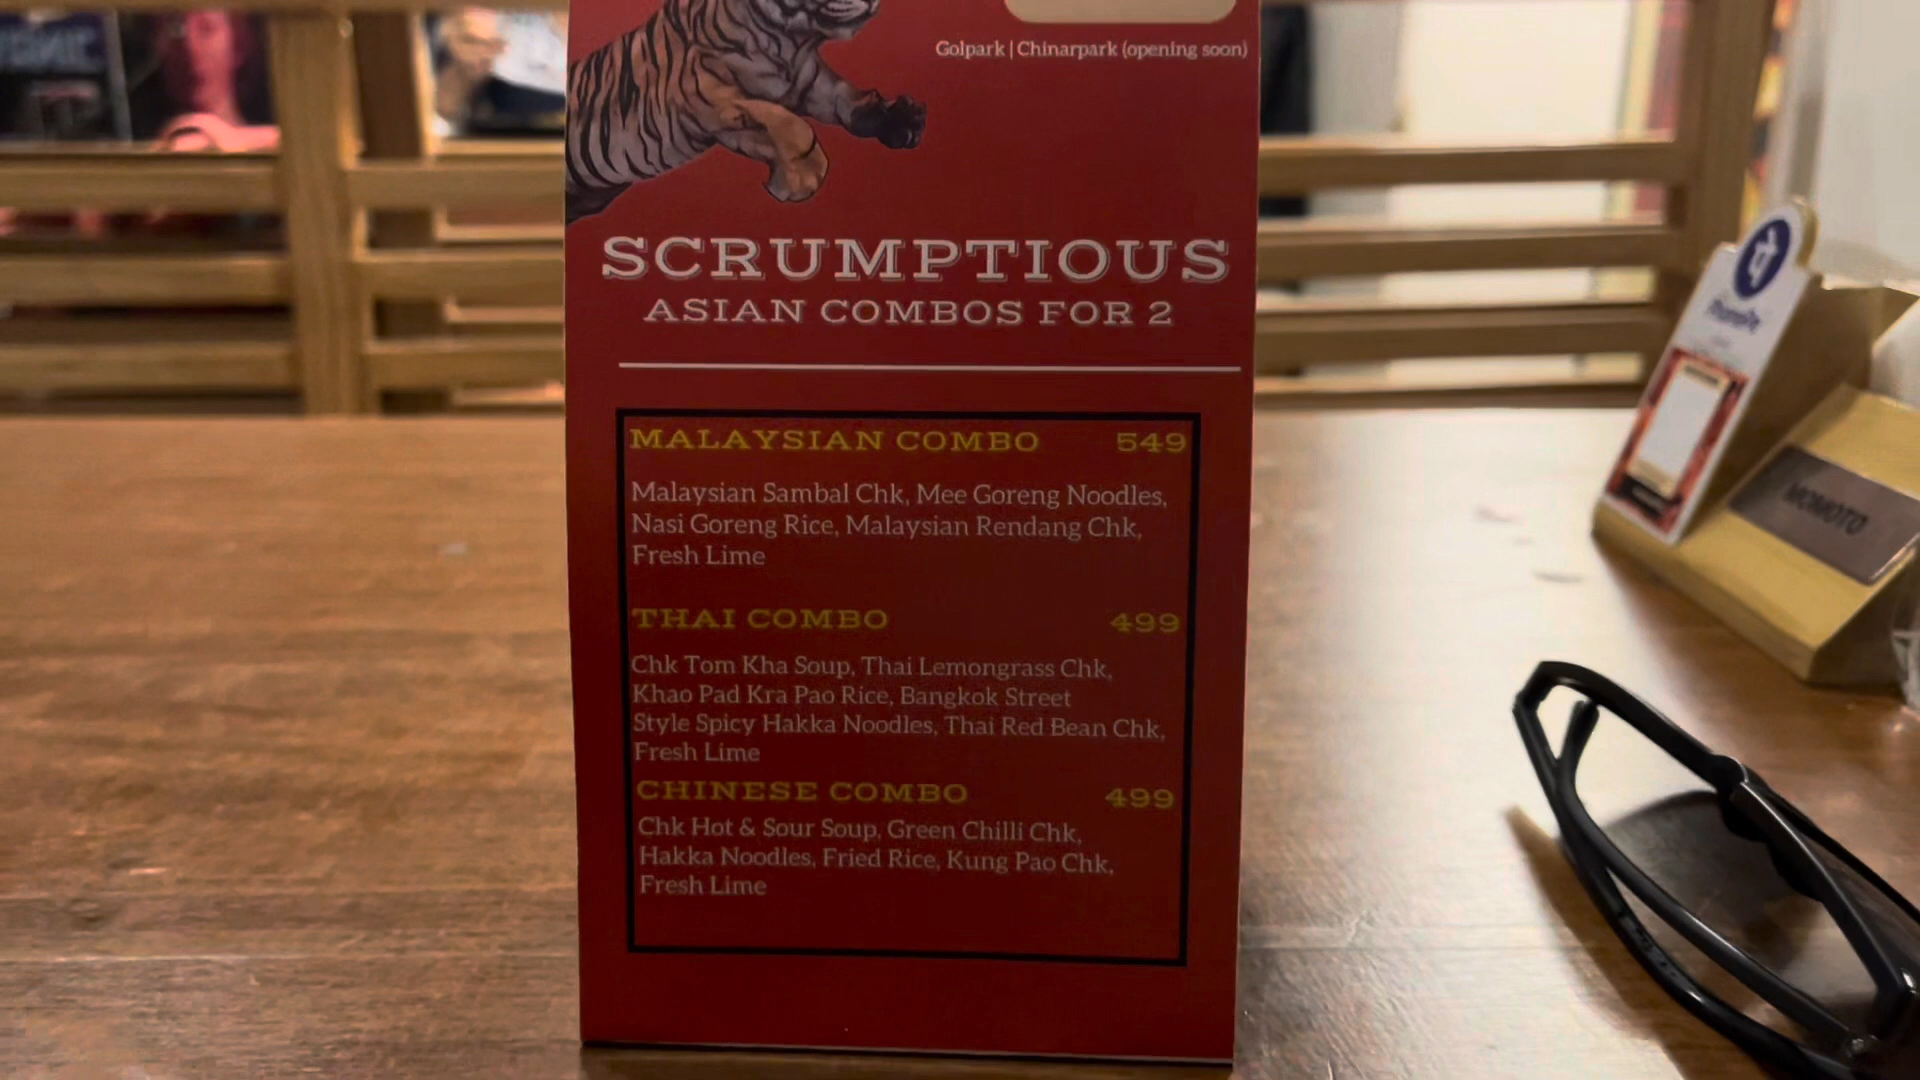 Golpark | Chinarpark (opening soon)
SCRUMPTIOUS
ASIAN COMBOS FOR 2
MALAYSIAN COMBO 549
Malaysian Sambal Chk, Mee Goreng Noodles,
Nasi Goreng Rice, Malaysian Rendang Chk,
Fresh Lime
THAI COMBO 499
Chk Tom Kha Soup, Thai Lemongrass Chk,
Khao Pad Kra Pao Rice, Bangkok Street
Style Spicy Hakka Noodles, Thai Red Bean Chk,
Fresh Lime
CHINESE COMBO 499
Chk Hot & Sour Soup, Green Chilli Chk,
Hakka Noodles, Fried Rice, Kung Pao Chk,
Fresh Lime
PhonePe
MOMOTO